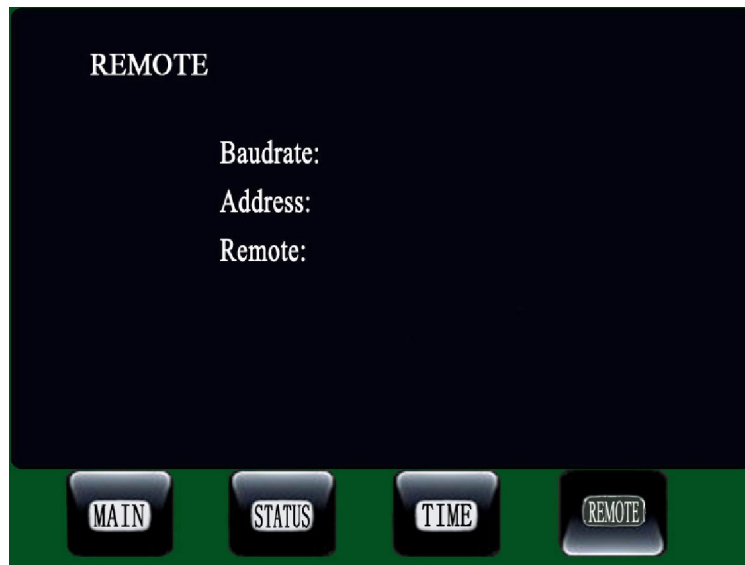 REMOTE
Baudrate:
Address:
Remote:
MAIN STATUS TIME REMOTE